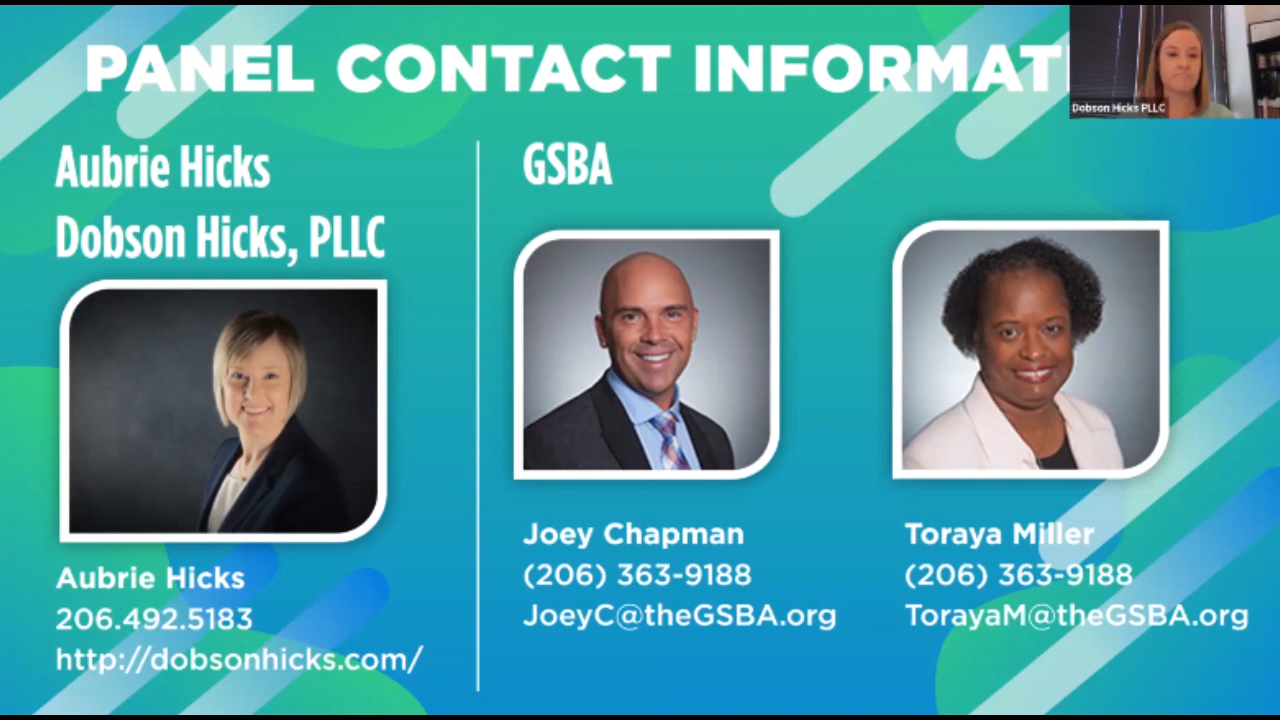 PANEL CONTACT INFORMAT
Dobson Hicks PLLC
Aubrie Hicks
Dobson Hicks, PLLC
Aubrie Hicks
206.492.5183
http://dobsonhicks.com/
GSBA
Joey Chapman
(206) 363-9188
JoeyC@theGSBA.org
Toraya Miller
(206) 363-9188
TorayaM@theGSBA.org